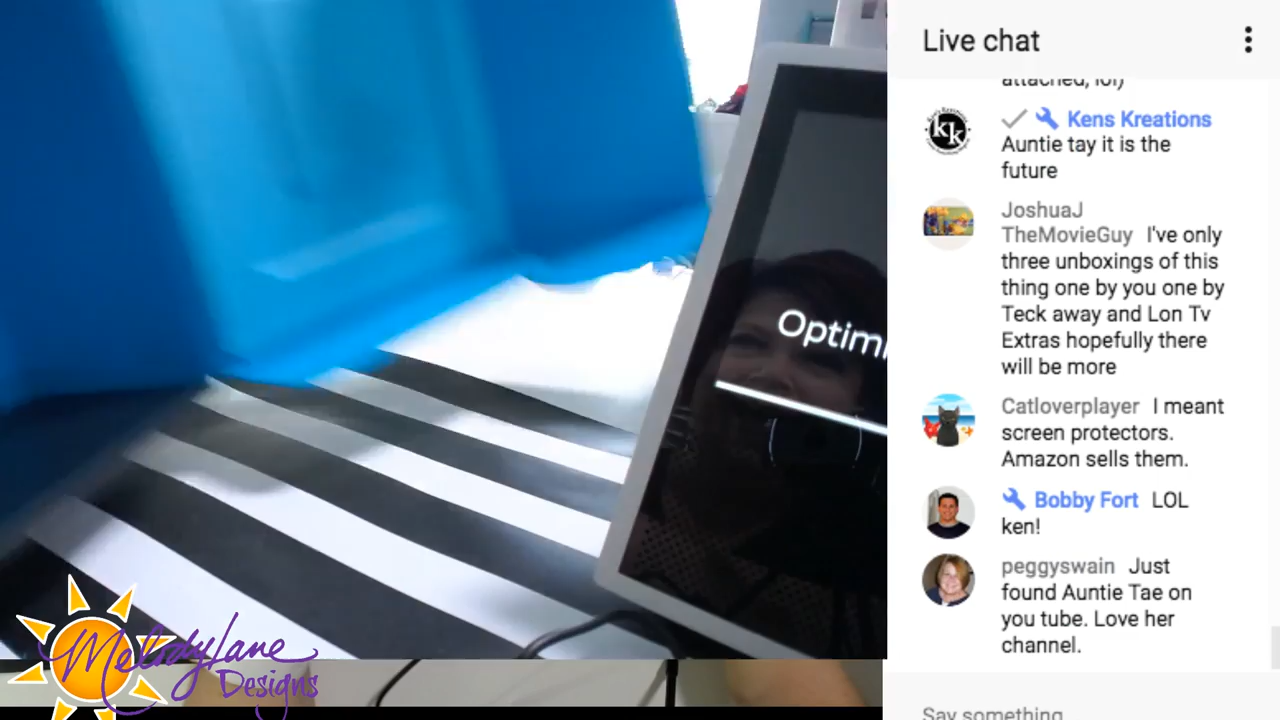 Live chat
attached, lol)
Kens Kreations
Auntie tay it is the
future
JoshuaJ
TheMovieGuy I've only
three unboxings of this
thing one by you one by
Teck away and Lon Tv
Extras hopefully there
will be more
Catloverplayer I meant
screen protectors.
Amazon sells them.
Bobby Fort LOL
ken!
peggyswain Just
found Auntie Tae on
you tube. Love her
channel.
Say something
Optimi
kk
MelodyLane
Designs